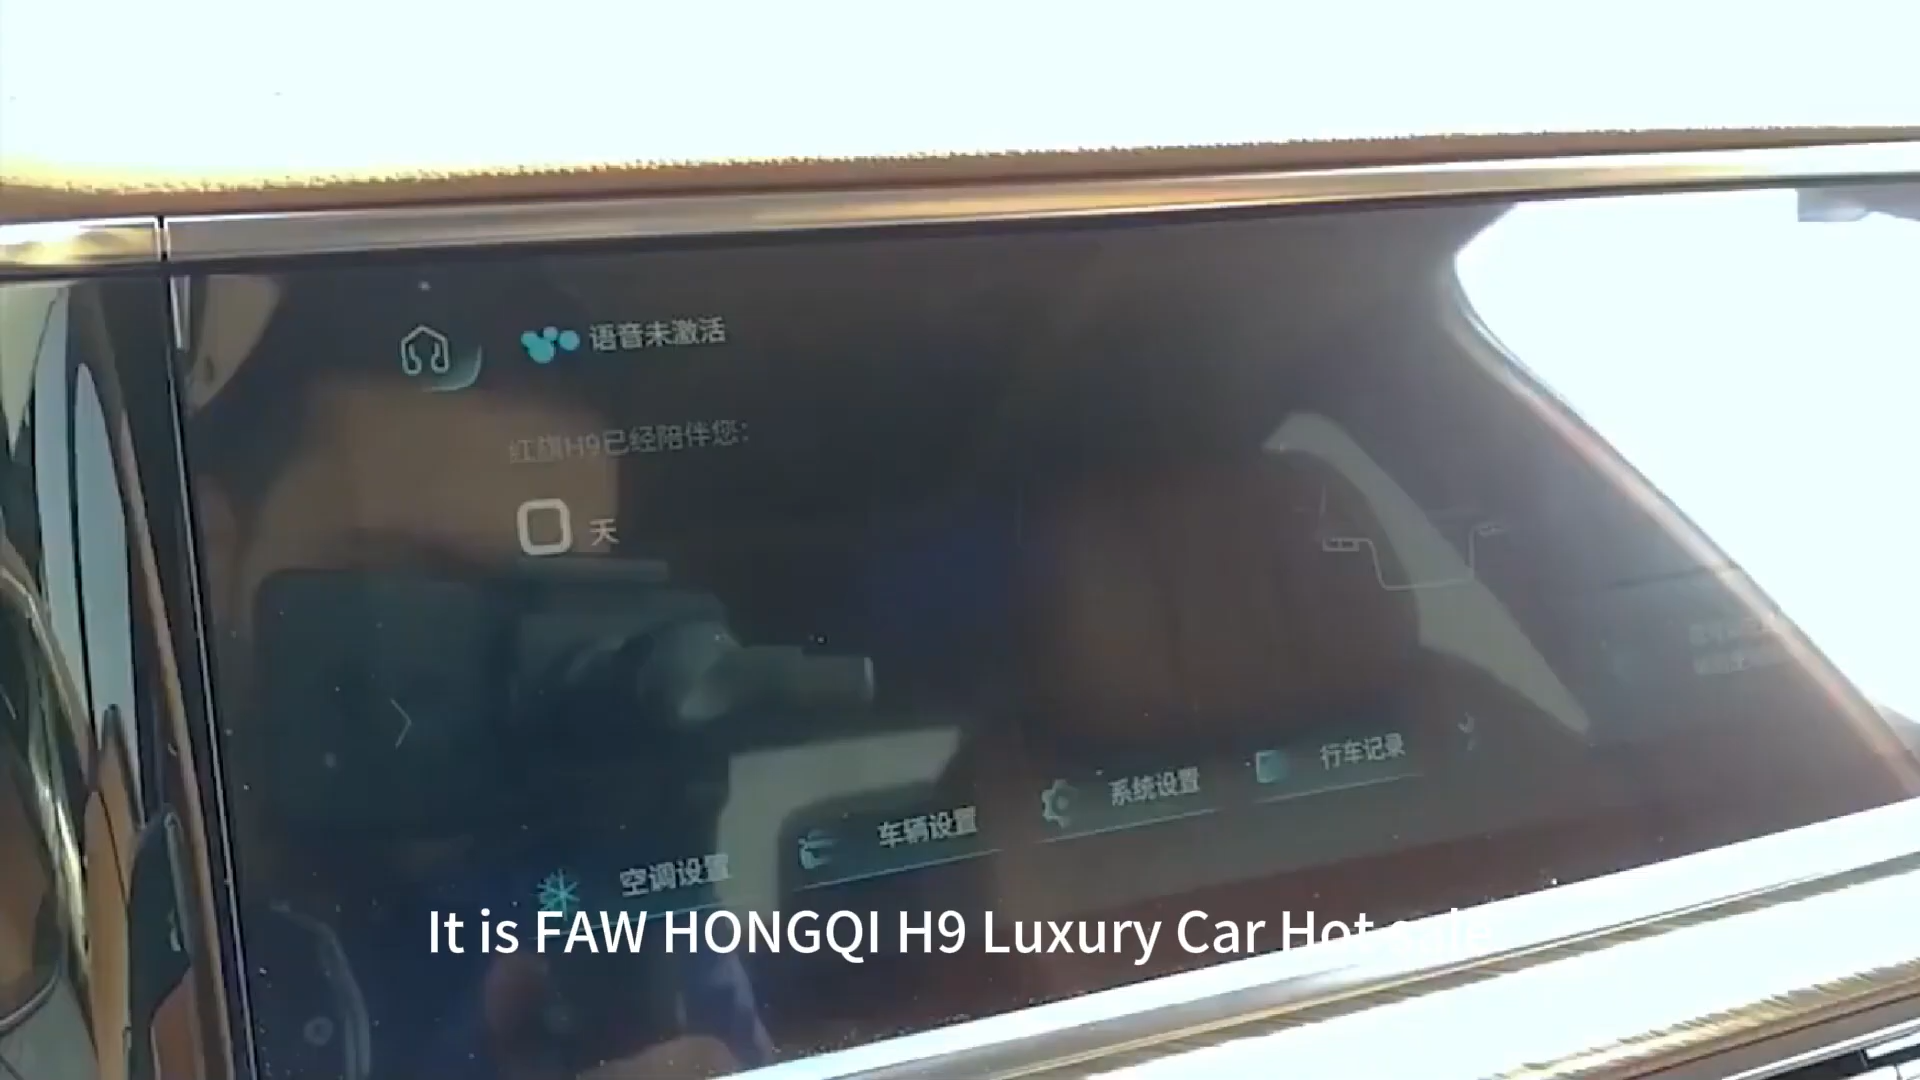 语音未激活
红旗H9已经陪伴您:
0 天
行车记录
系统设置
车辆设置
空调设置
It is FAW HONGQI H9 Luxury Car Hot sale